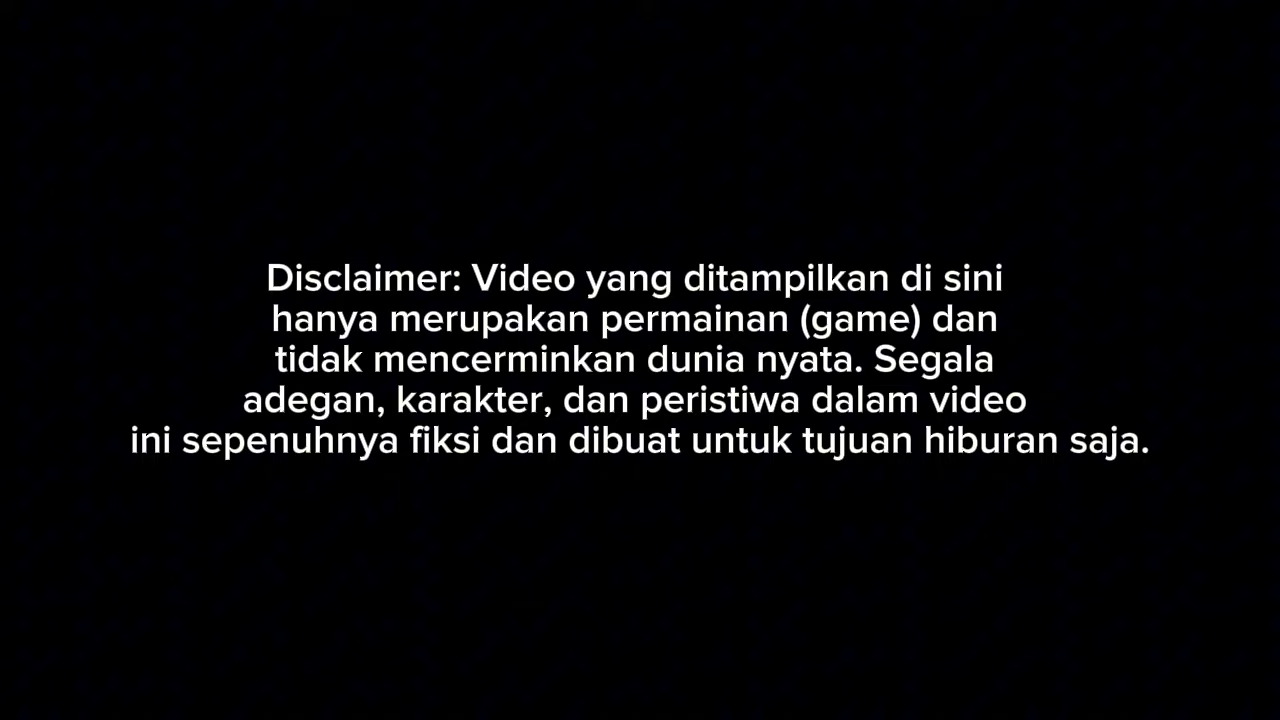 Disclaimer: Video yang ditampilkan di sini
hanya merupakan permainan (game) dan
tidak mencerminkan dunia nyata. Segala
adegan, karakter, dan peristiwa dalam video
ini sepenuhnya fiksi dan dibuat untuk tujuan hiburan saja.